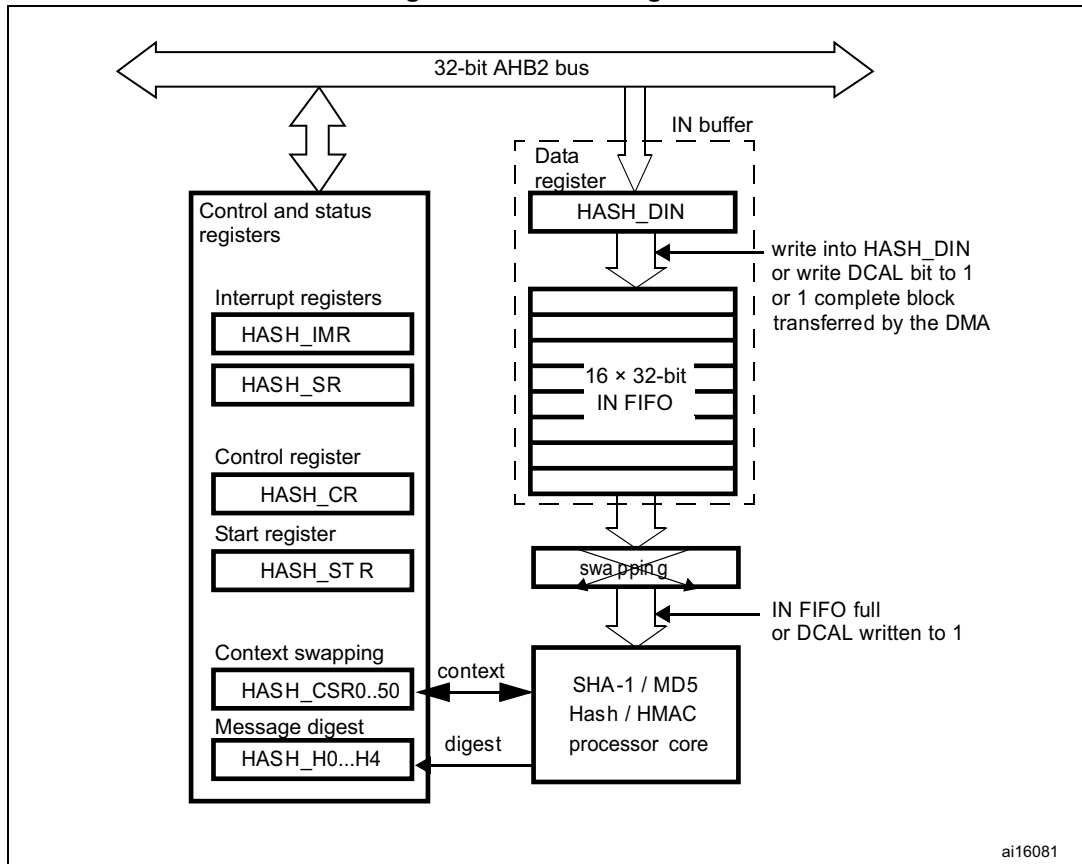 32-bit AHB2 bus
IN buffer
Data
register
HASH_DIN
write into HASH_DIN
or write DCAL bit to 1
or 1 complete block
transferred by the DMA
16 × 32-bit
IN FIFO
swapping
IN FIFO full
or DCAL written to 1
SHA-1 / MD5
Hash / HMAC
processor core
Control and status
registers
Interrupt registers
HASH_IMR
HASH_SR
Control register
HASH_CR
Start register
HASH_STR
Context swapping
HASH_CSR0..50
context
Message digest
HASH_H0...H4
digest
ai16081